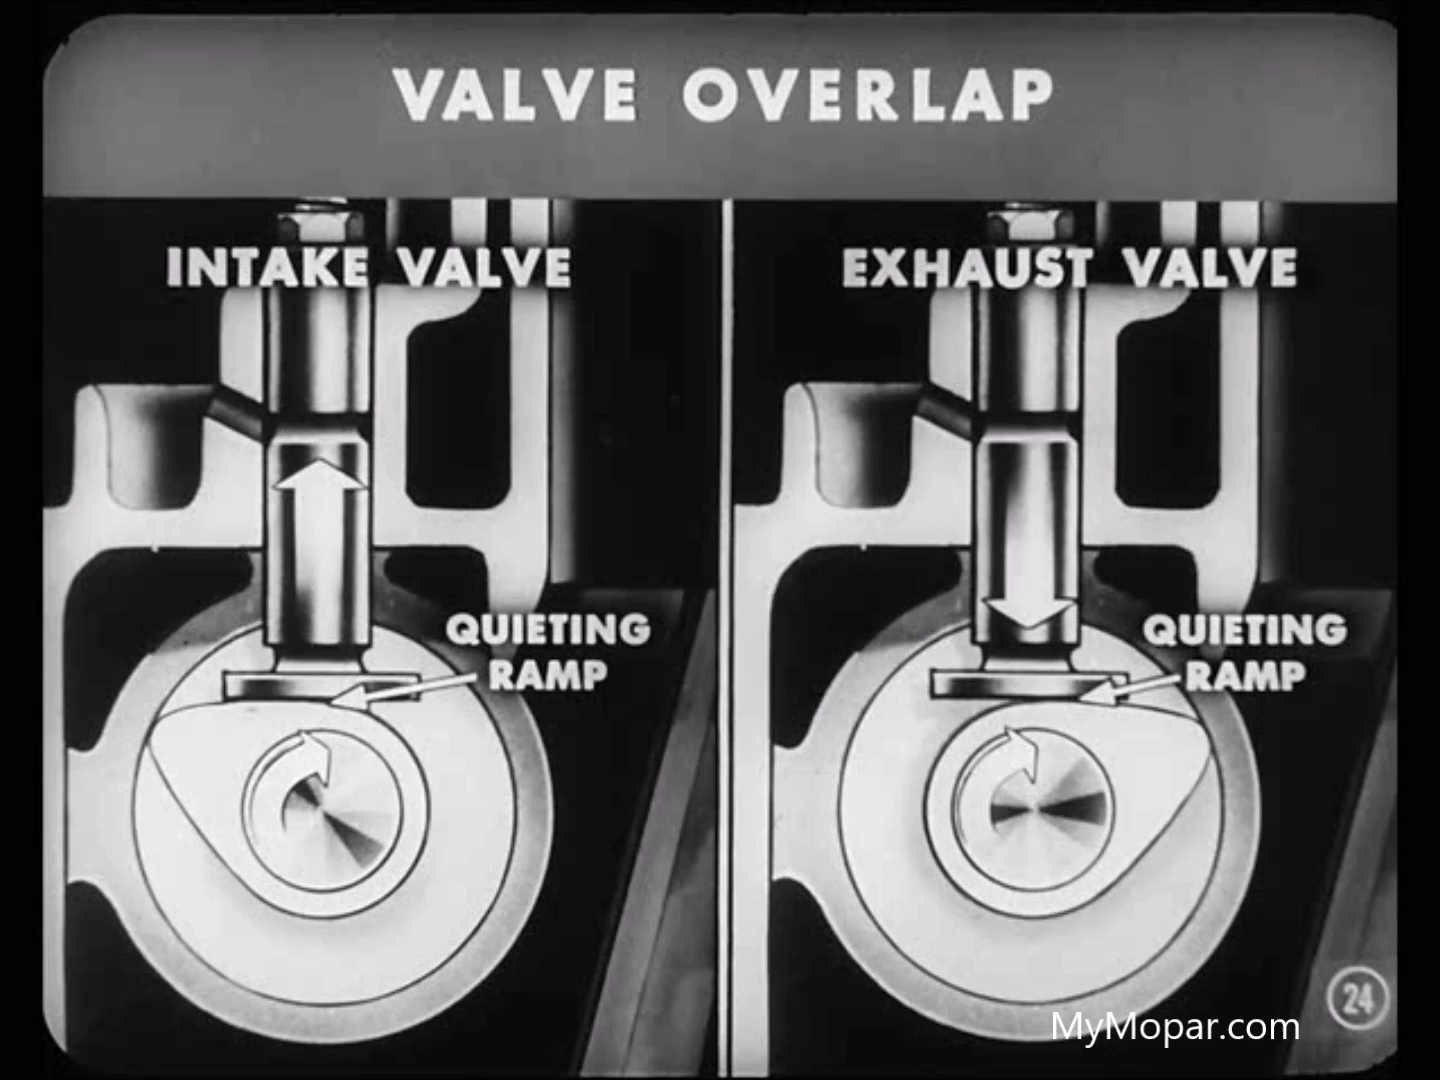 VALVE OVERLAP
INTAKE VALVE
EXHAUST VALVE
QUIETING
RAMP
QUIETING
RAMP
24
MyMopar.com